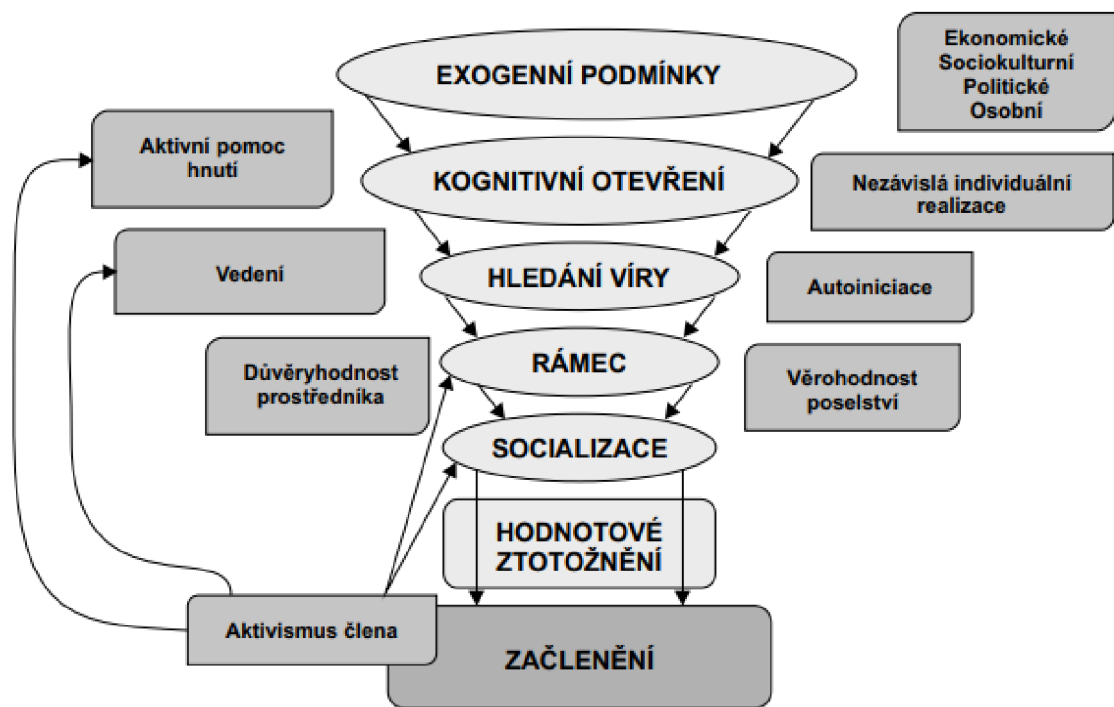 EXOGENNÍ PODMÍNKY
Ekonomické
Sociokulturní
Politické
Osobní
Aktivní pomoc
hnutí
KOGNITIVNÍ OTEVŘENÍ
Nezávislá individuální
realizace
Vedení
HLEDÁNÍ VÍRY
Autoiniciace
Důvěryhodnost
prostředníka
RÁMEC
Věrohodnost
poselství
SOCIALIZACE
HODNOTOVÉ
ZTOTOŽNĚNÍ
Aktivismus člena
ZAČLENĚNÍ